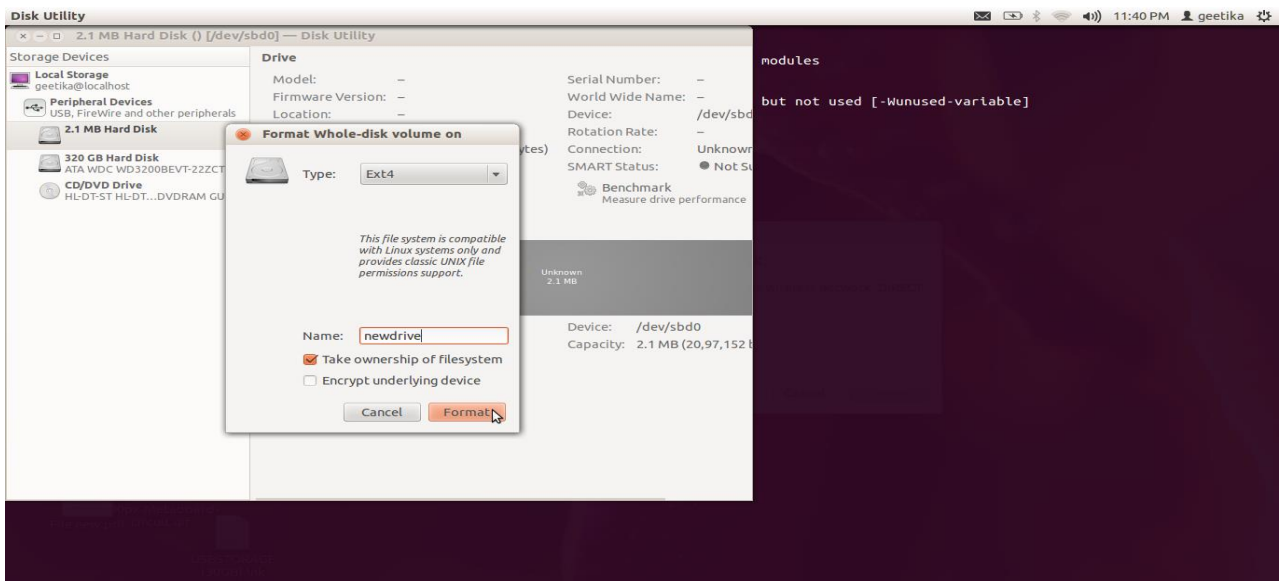 Disk Utility
11:40 PM geetika
2.1 MB Hard Disk () [/dev/sbd0] — Disk Utility
Storage Devices
Local Storage
geetika@localhost
Peripheral Devices
USB, FireWire and other peripherals
2.1 MB Hard Disk
320 GB Hard Disk
ATA WDC WD3200BEVT-22ZCT
CD/DVD Drive
HL-DT-ST HL-DT...DVDRAM GU
Drive
Model: –
Firmware Version: –
Location: –
Serial Number: –
World Wide Name: –
Device: /dev/sbd
Rotation Rate: –
ytes) Connection: Unknow
SMART Status: Not Su
Benchmark
Measure drive performance
Unknown
2.1 MB
Device: /dev/sbd0
Capacity: 2.1 MB (20,97,152 b
Format Whole-disk volume on
Type: Ext4
This file system is compatible
with Linux systems only and
provides classic UNIX file
permissions support.
Name: newdrive
Take ownership of filesystem
Encrypt underlying device
Cancel Format
modules
but not used [-Wunused-variable]